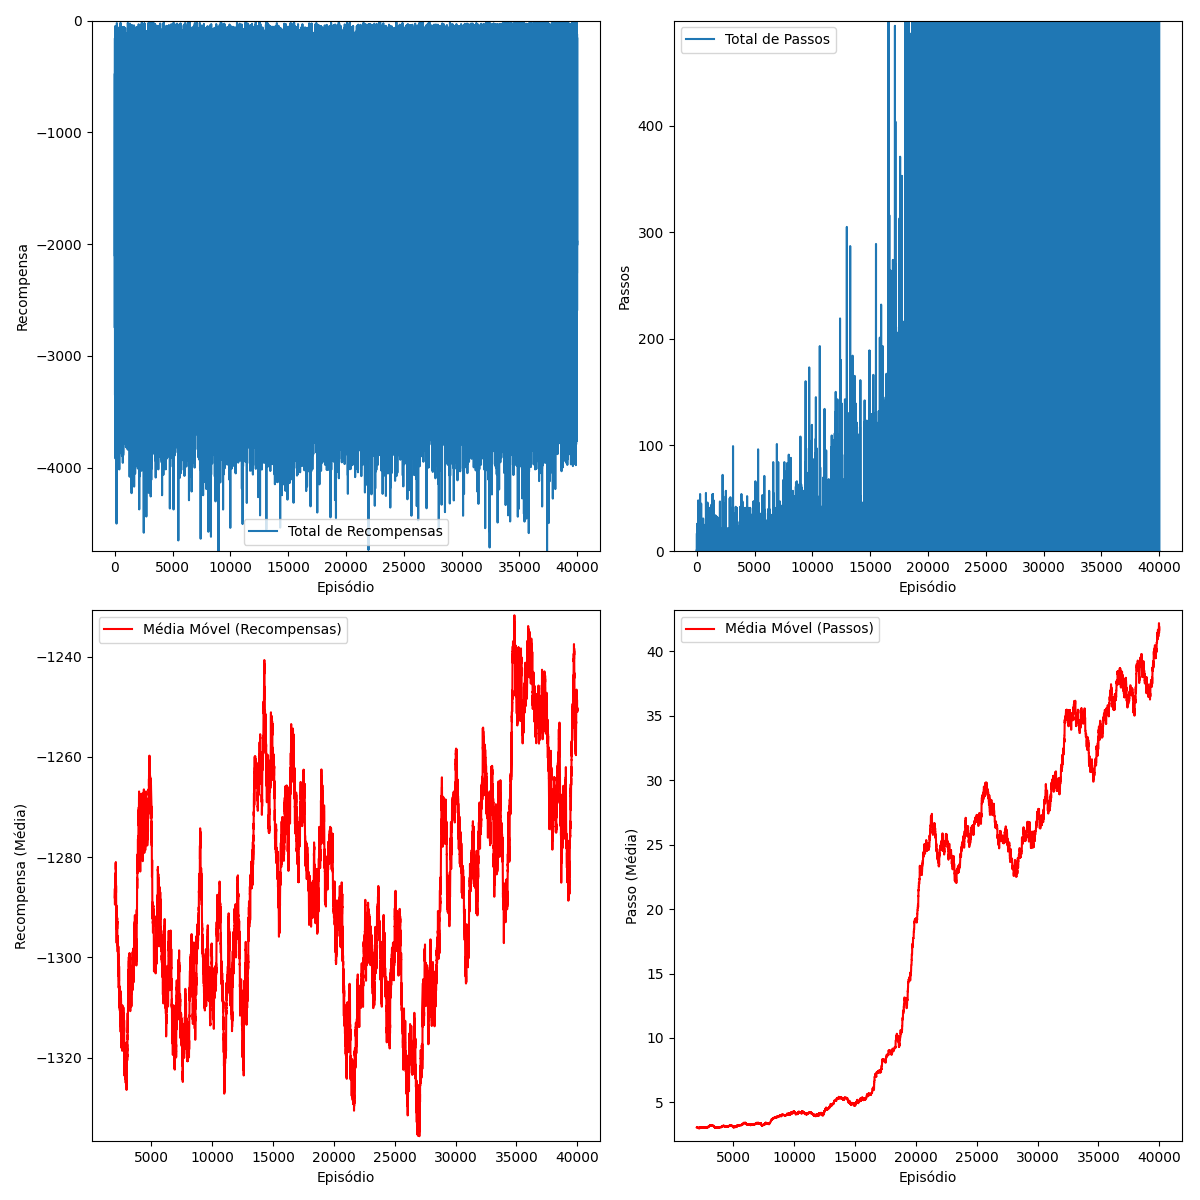 0
−1000
−2000
−3000
−4000
Recompensa
Total de Recompensas
0 5000 10000 15000 20000 25000 30000 35000 40000
Episódio
Total de Passos
400
300
200
100
0
Passos
0 5000 10000 15000 20000 25000 30000 35000 40000
Episódio
Média Móvel (Recompensas)
−1240
−1260
−1280
−1300
−1320
Recompensa (Média)
5000 10000 15000 20000 25000 30000 35000 40000
Episódio
Média Móvel (Passos)
40
35
30
25
20
15
10
5
Passo (Média)
5000 10000 15000 20000 25000 30000 35000 40000
Episódio